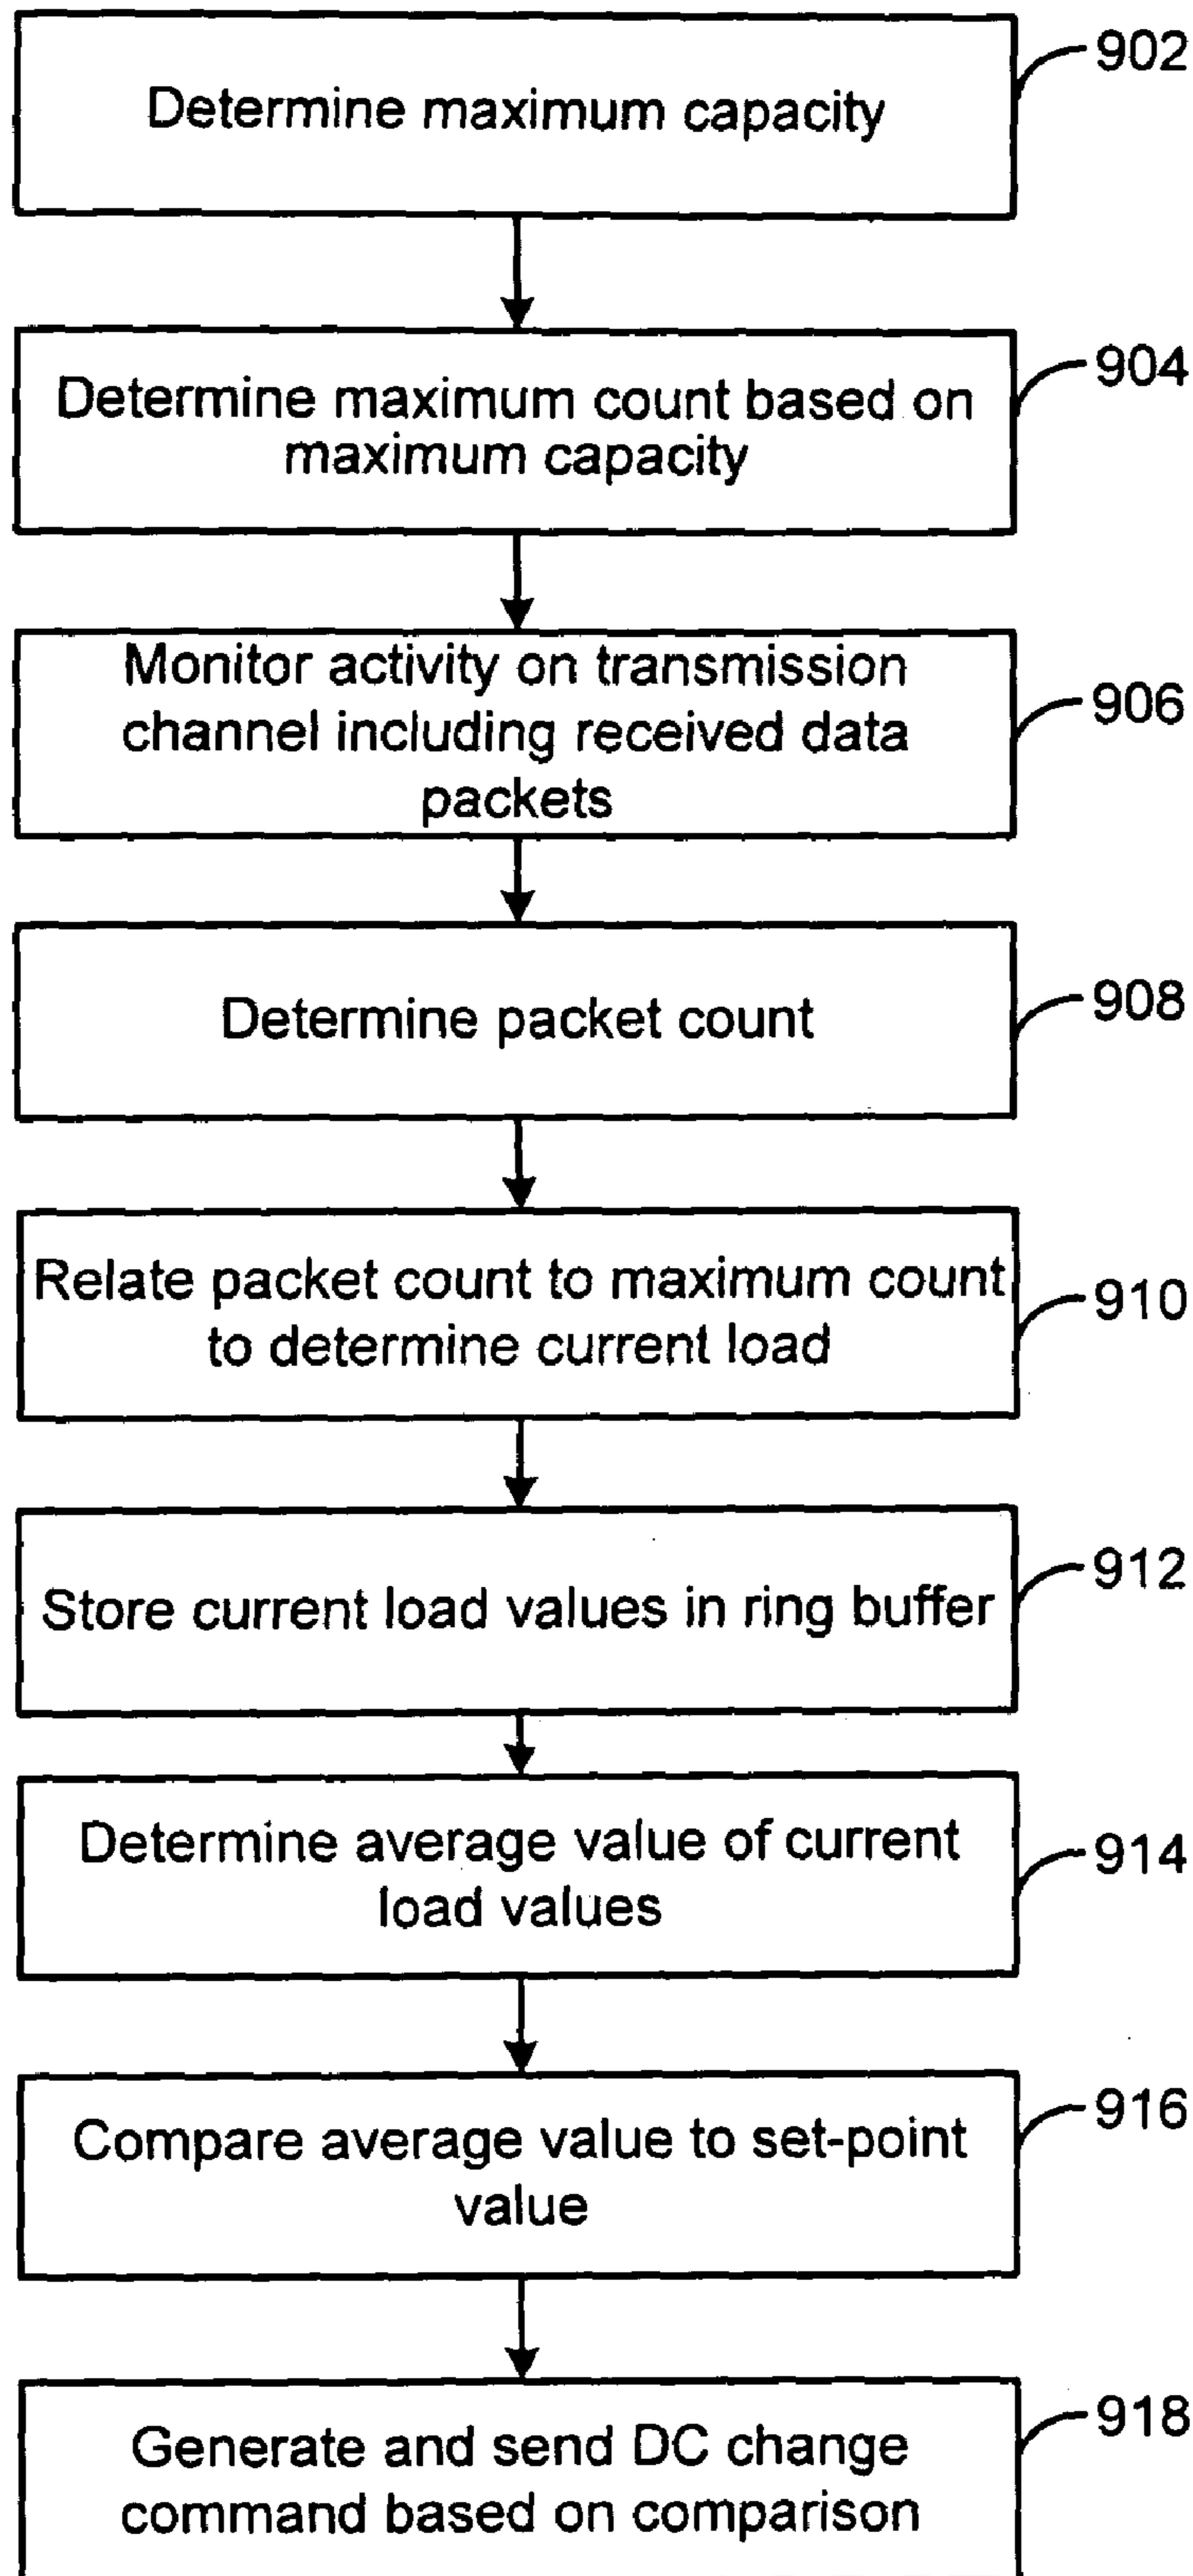 Determine maximum capacity
902
Determine maximum count based on
maximum capacity
904
Monitor activity on transmission
channel including received data
packets
906
Determine packet count
908
Relate packet count to maximum count
to determine current load
910
Store current load values in ring buffer
912
Determine average value of current
load values
914
Compare average value to set-point
value
916
Generate and send DC change
command based on comparison
918